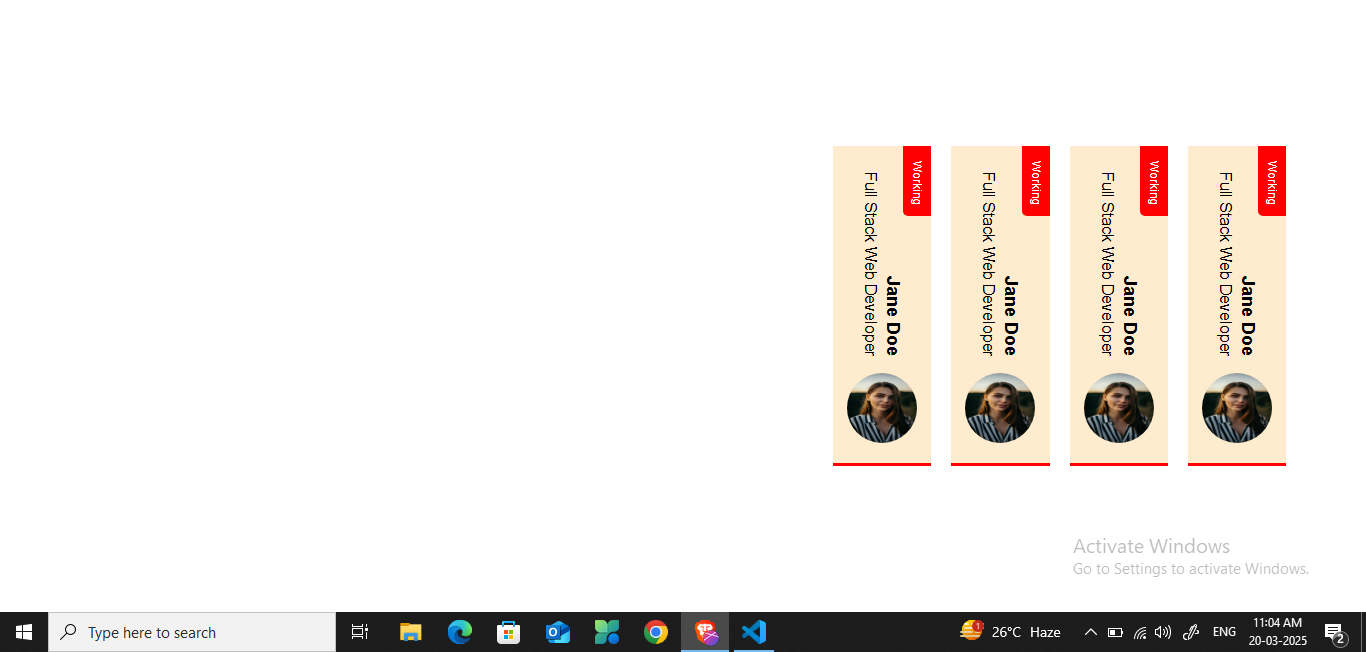 Working
Jane Doe
Full Stack Web Developer
Working
Jane Doe
Full Stack Web Developer
Working
Jane Doe
Full Stack Web Developer
Working
Jane Doe
Full Stack Web Developer
Activate Windows
Go to Settings to activate Windows.
Type here to search
1
26°C Haze
ENG
11:04 AM
20-03-2025
2